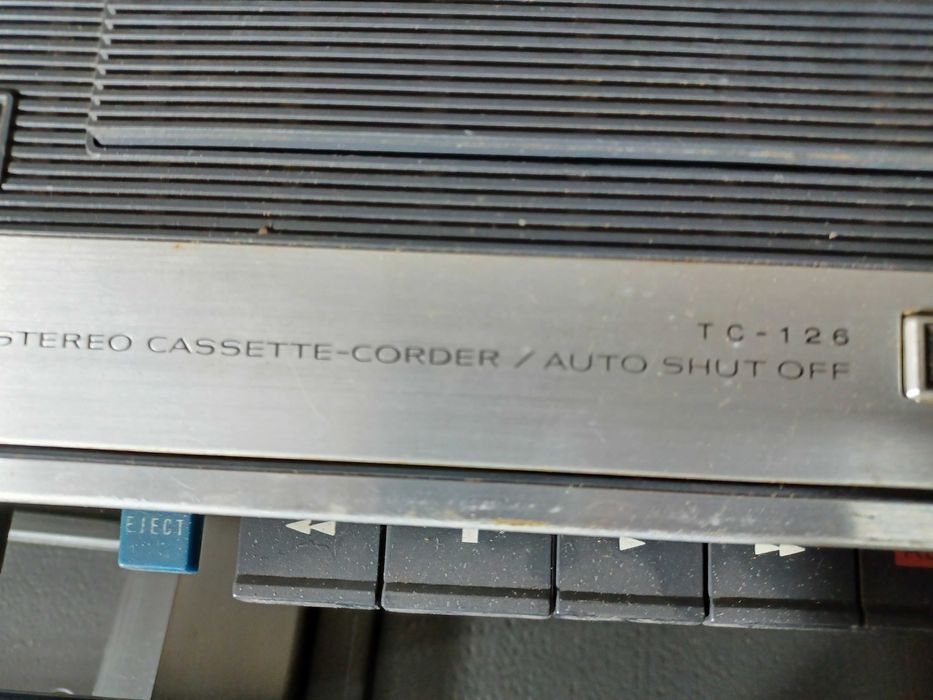 TC-126
STEREO CASSETTE-CORDER / AUTO SHUT OFF
EJECT